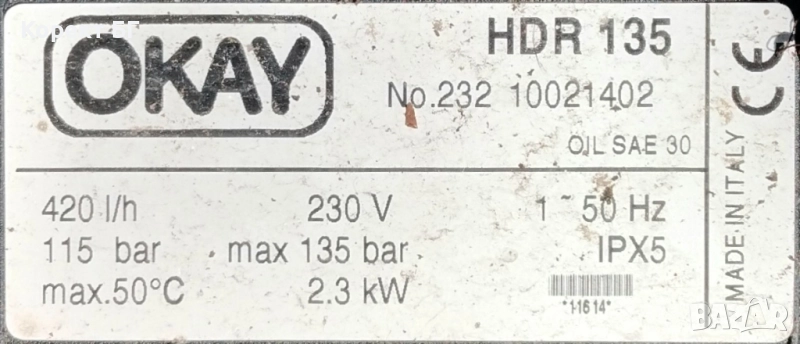 OKAY
HDR 135
No.232 10021402
OIL SAE 30
CE
MADE IN ITALY
420 l/h 230 V 1~50 Hz
115 bar max 135 bar IPX5
max.50°C 2.3 kW
*11614*
BAZAR